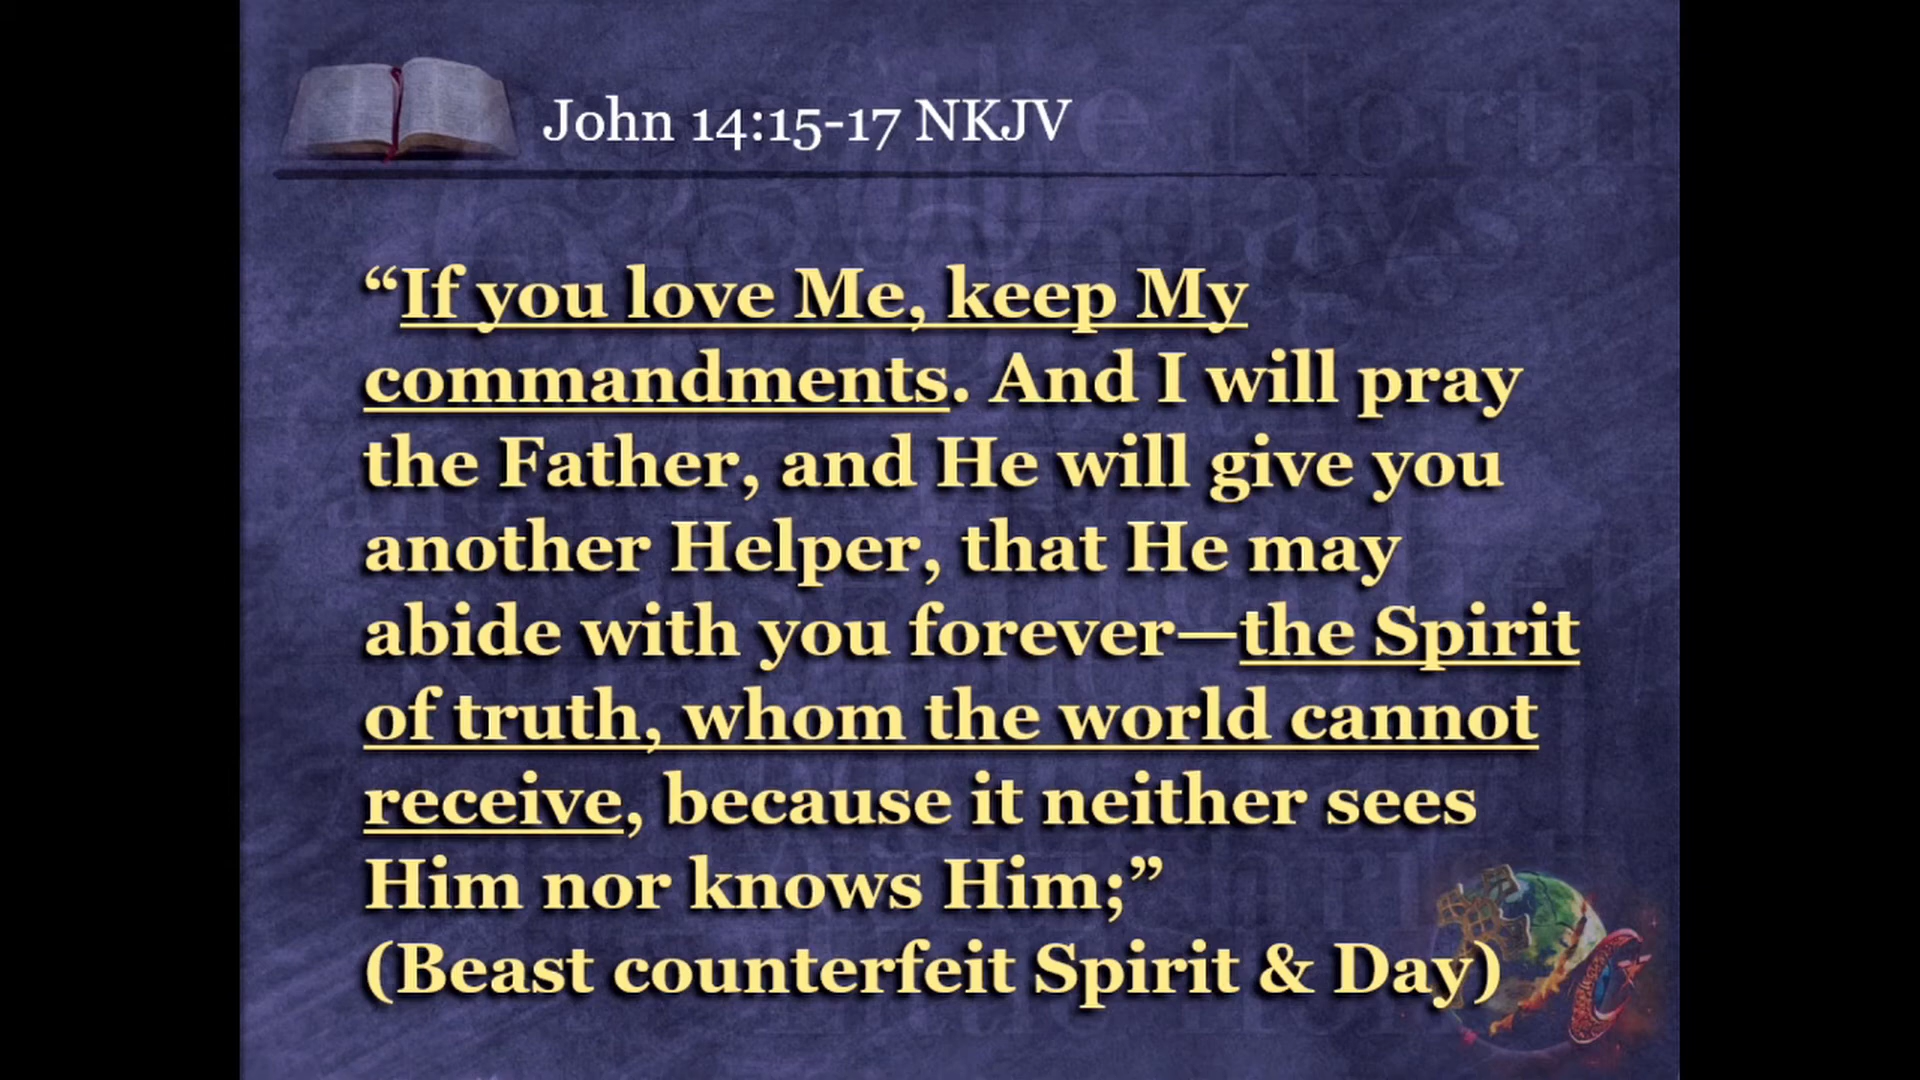 John 14:15-17 NKJV
“If you love Me, keep My
commandments. And I will pray
the Father, and He will give you
another Helper, that He may
abide with you forever—the Spirit
of truth, whom the world cannot
receive, because it neither sees
Him nor knows Him;”
(Beast counterfeit Spirit & Day)